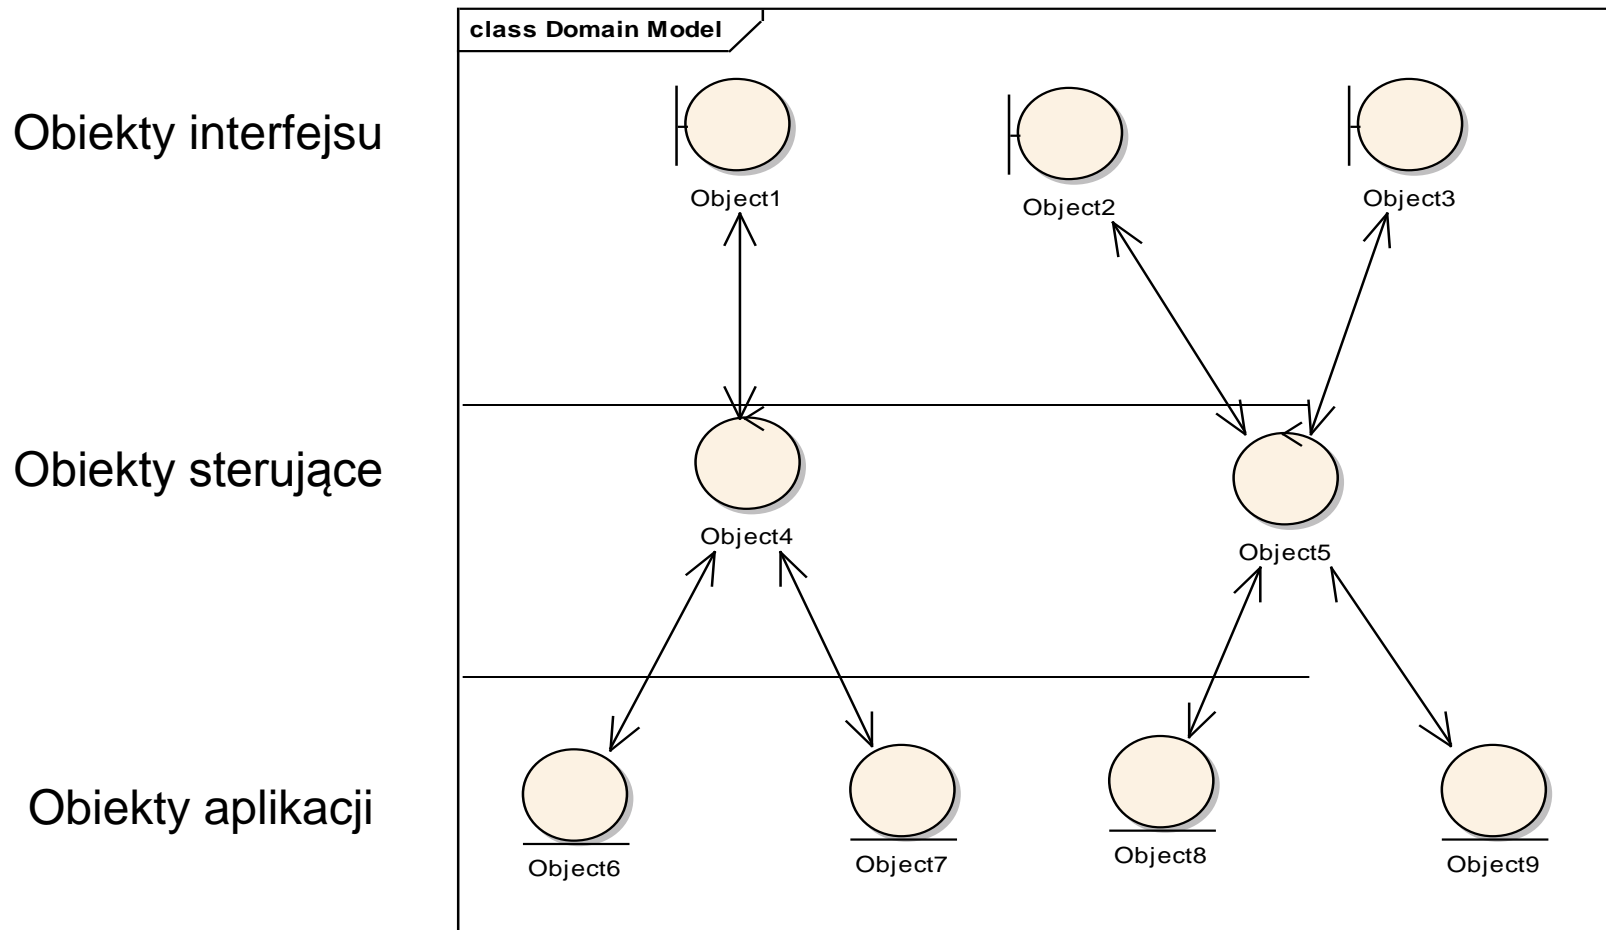 class Domain Model
Obiekty interfejsu
Object1
Object2
Object3
Obiekty sterujące
Object4
Object5
Obiekty aplikacji
Object6
Object7
Object8
Object9